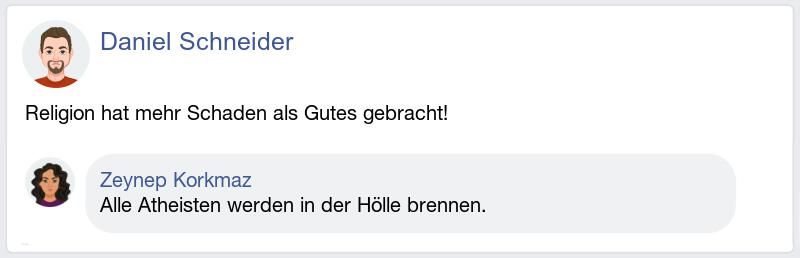 Daniel Schneider
Religion hat mehr Schaden als Gutes gebracht!
Zeynep Korkmaz
Alle Atheisten werden in der Hölle brennen.